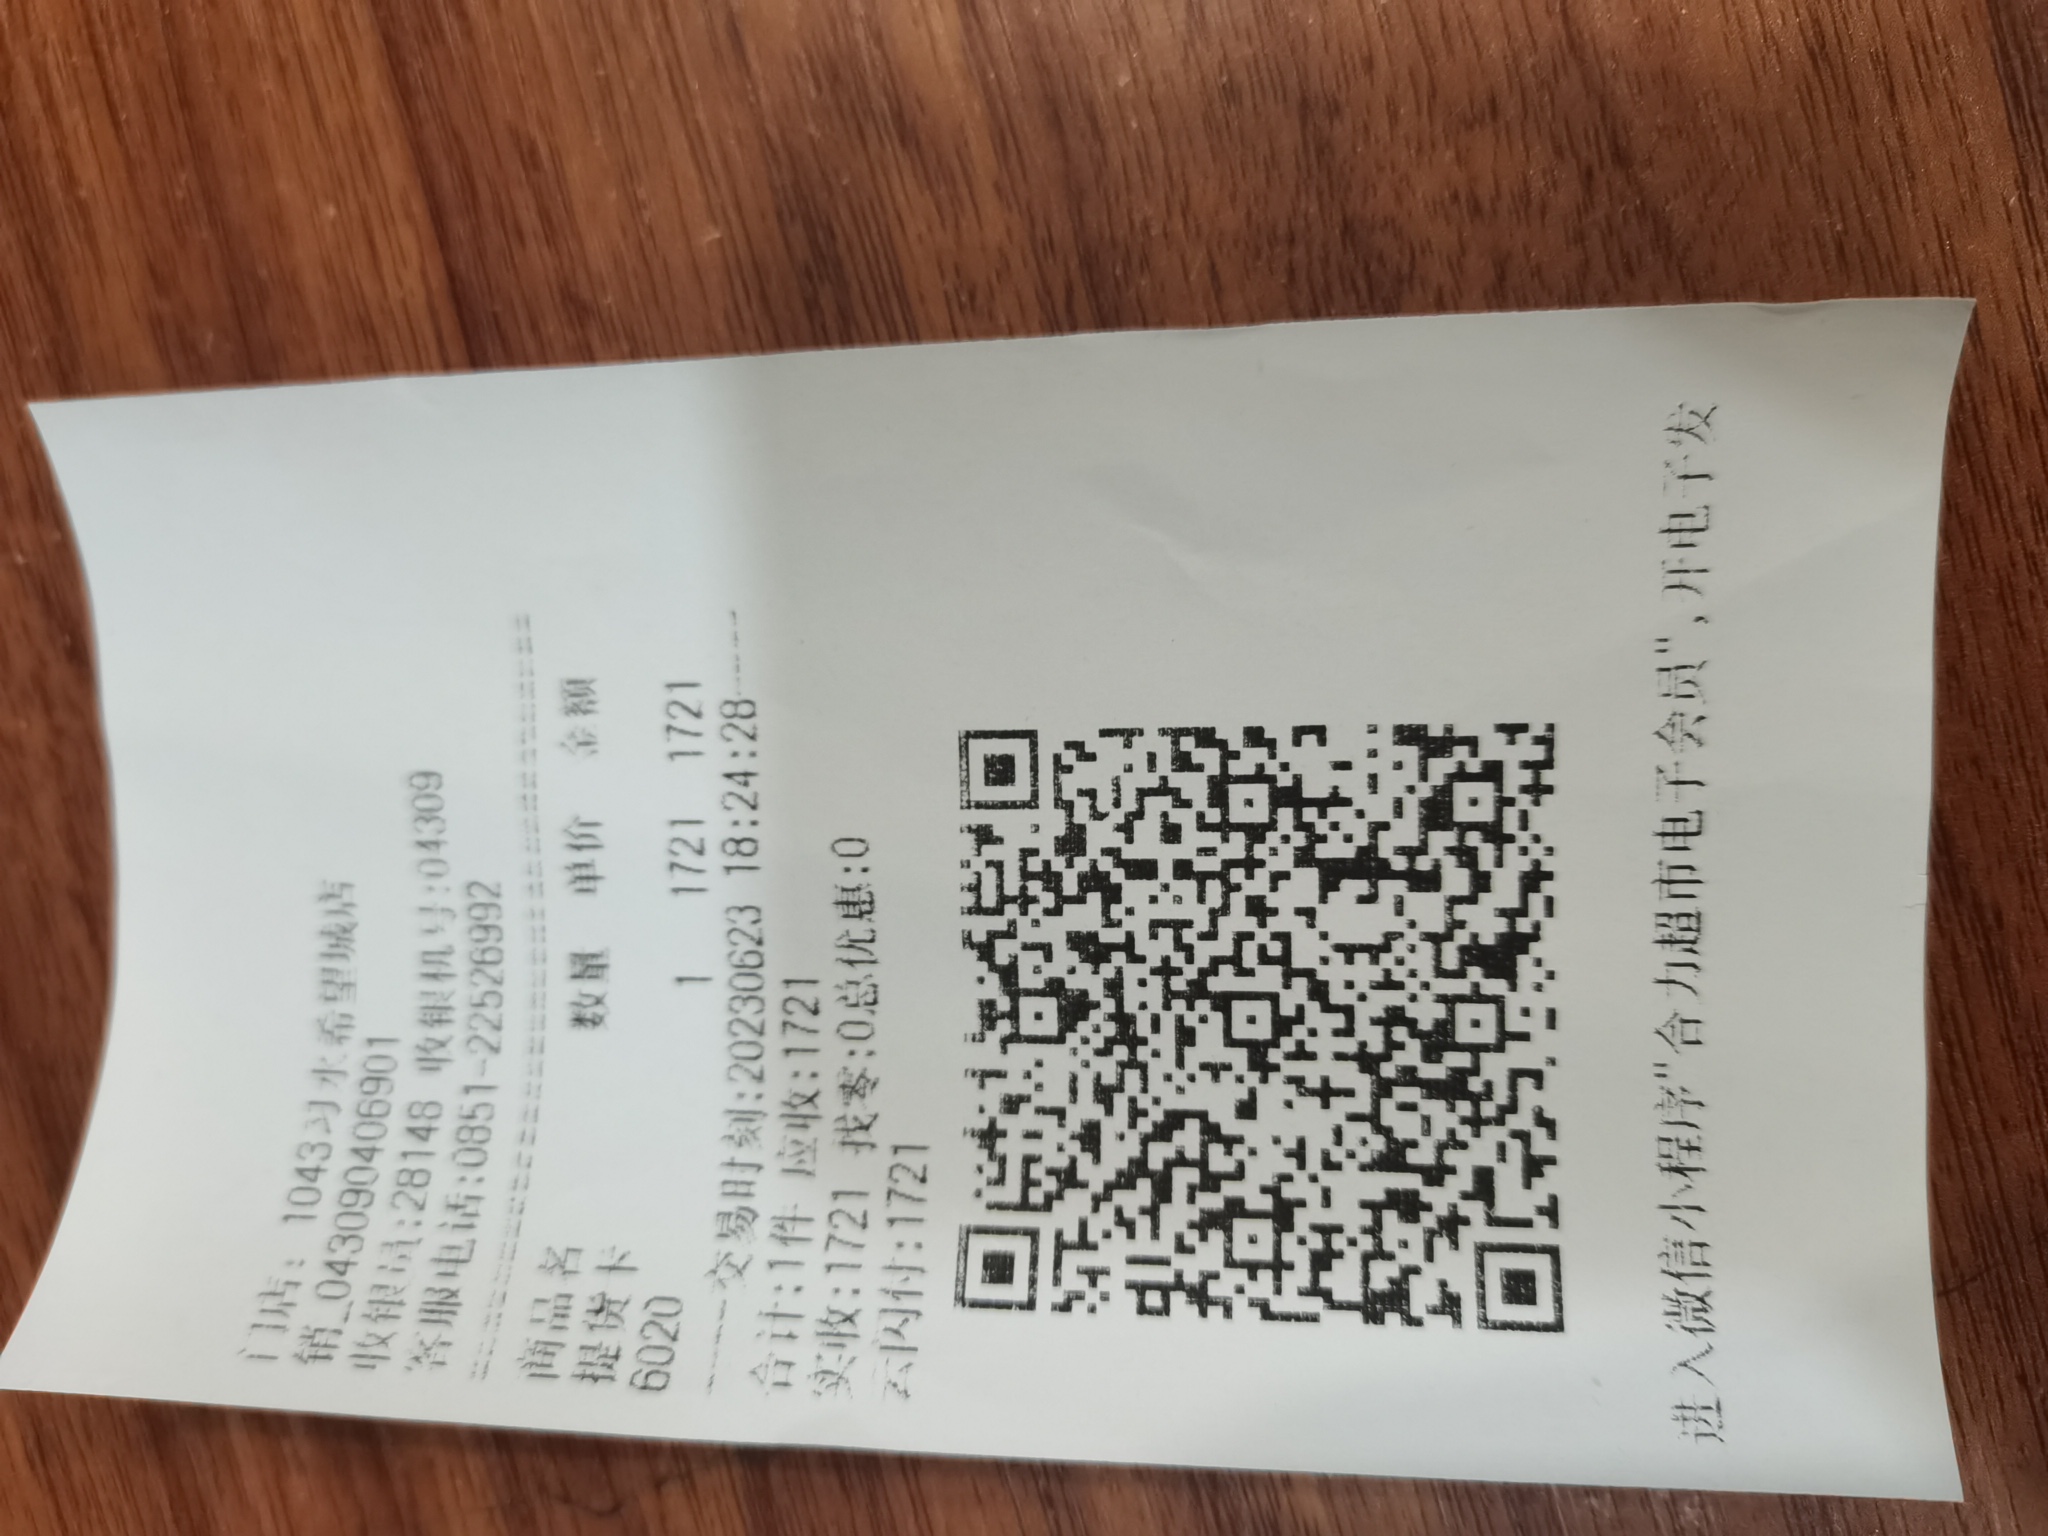 门店: 1043习水希望城店
销_043090406901
收银员:28148 收银机号:04309
客服电话:0851-22526992
商品名 数量 单价 金额
提货卡
6020 1 1721 1721
----交易时刻:20230623 18:24:28----
合计:1件 应收:1721
实收:1721 找零:0总优惠:0
云闪付:1721
进入微信小程序"合力超市电子会员", 开电子发